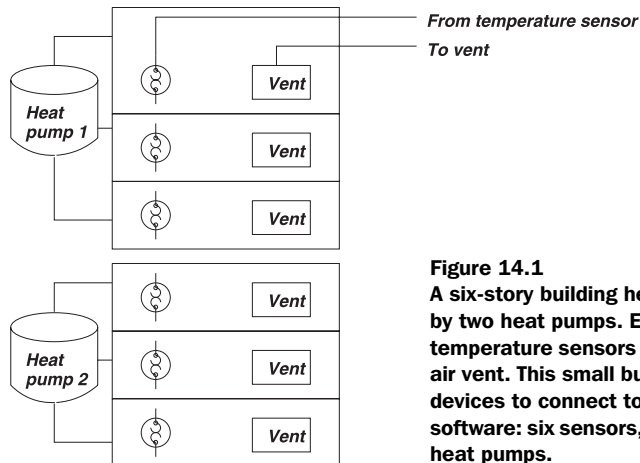 From temperature sensor
To vent
Vent
Heat
pump 1
Vent
Vent
Figure 14.1
A six-story building he
by two heat pumps. E
temperature sensors
air vent. This small bu
devices to connect to
software: six sensors,
heat pumps.
Vent
Heat
pump 2
Vent
Vent